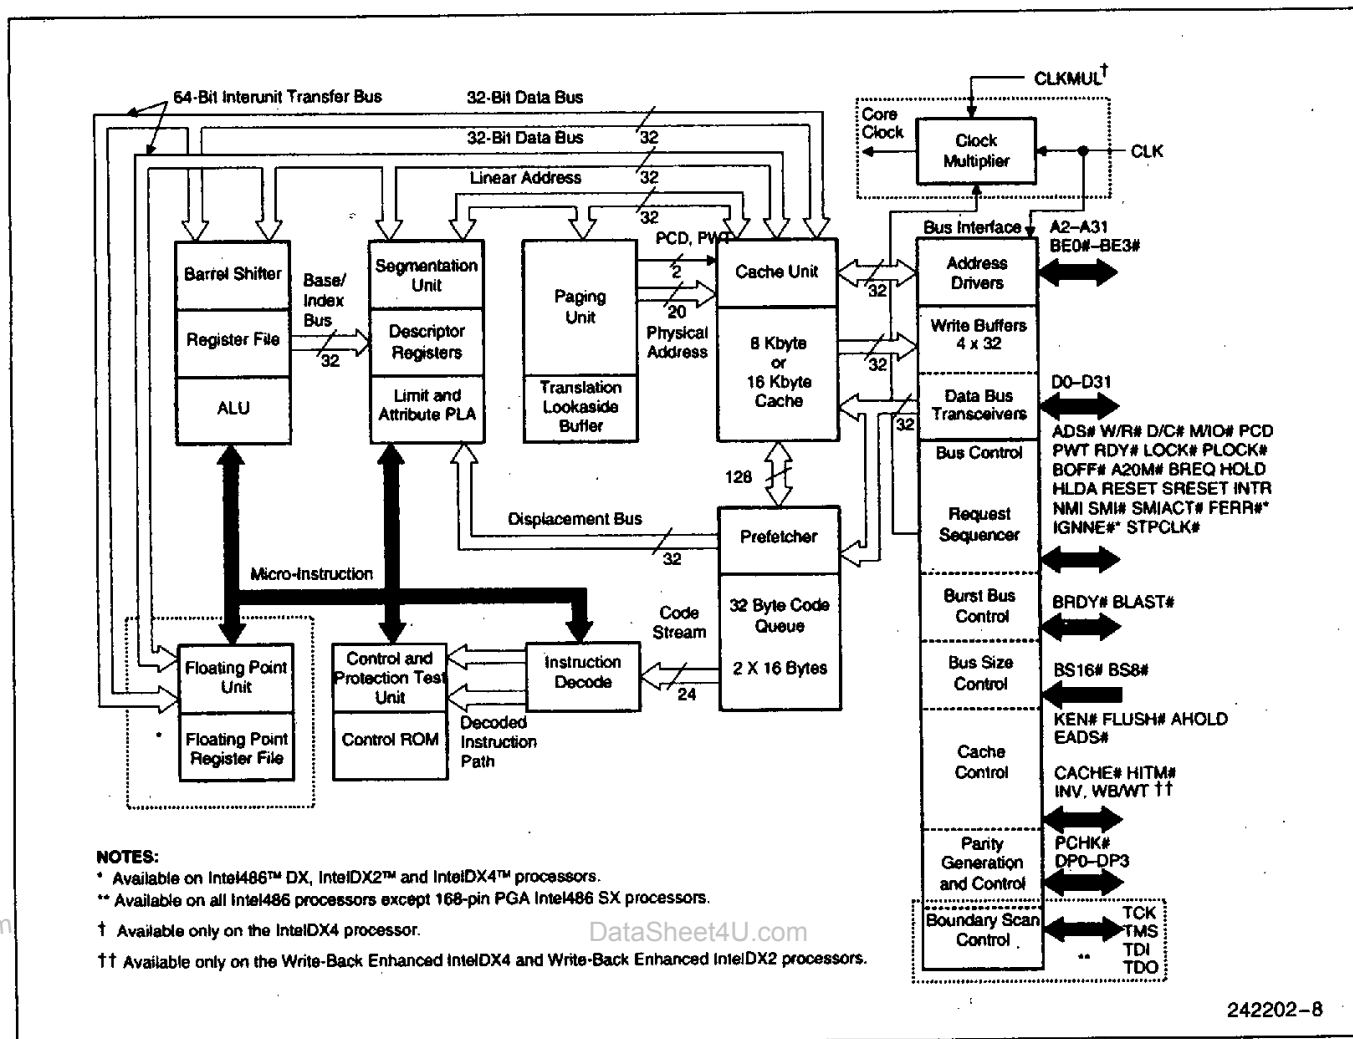 CLKMUL†
64-Bit Interunit Transfer Bus
32-Bit Data Bus
32
Core
Clock
Clock
Multiplier
CLK
32-Bit Data Bus
32
Linear Address
32
PCD, PWT
2
20
Physical
Address
Bus Interface
A2–A31
BE0#–BE3#
Barrel Shifter
Register File
ALU
Base/
Index
Bus
32
Segmentation
Unit
Descriptor
Registers
Limit and
Attribute PLA
Paging
Unit
Translation
Lookaside
Buffer
Cache Unit
8 Kbyte
or
16 Kbyte
Cache
32
32
32
Address
Drivers
Write Buffers
4 x 32
Data Bus
Transceivers
D0–D31
Bus Control
Request
Sequencer
ADS# W/R# D/C# M/IO# PCD
PWT RDY# LOCK# PLOCK#
BOFF# A20M# BREQ HOLD
HLDA RESET SRESET INTR
NMI SMI# SMIACT# FERR#*
IGNNE#* STPCLK#
128
Displacement Bus
32
Prefetcher
32 Byte Code
Queue
2 X 16 Bytes
Micro-Instruction
Code
Stream
24
Burst Bus
Control
BRDY# BLAST#
Bus Size
Control
BS16# BS8#
Floating Point
Unit
Floating Point
Register File
*
Control and
Protection Test
Unit
Control ROM
Instruction
Decode
Decoded
Instruction
Path
Cache
Control
KEN# FLUSH# AHOLD
EADS#
CACHE# HITM#
INV, WB/WT ††
Parity
Generation
and Control
PCHK#
DP0–DP3
Boundary Scan
Control
**
TCK
TMS
TDI
TDO
NOTES:
* Available on Intel486™ DX, IntelDX2™ and IntelDX4™ processors.
** Available on all Intel486 processors except 168-pin PGA Intel486 SX processors.
† Available only on the IntelDX4 processor.
†† Available only on the Write-Back Enhanced IntelDX4 and Write-Back Enhanced IntelDX2 processors.
DataSheet4U.com
242202–8